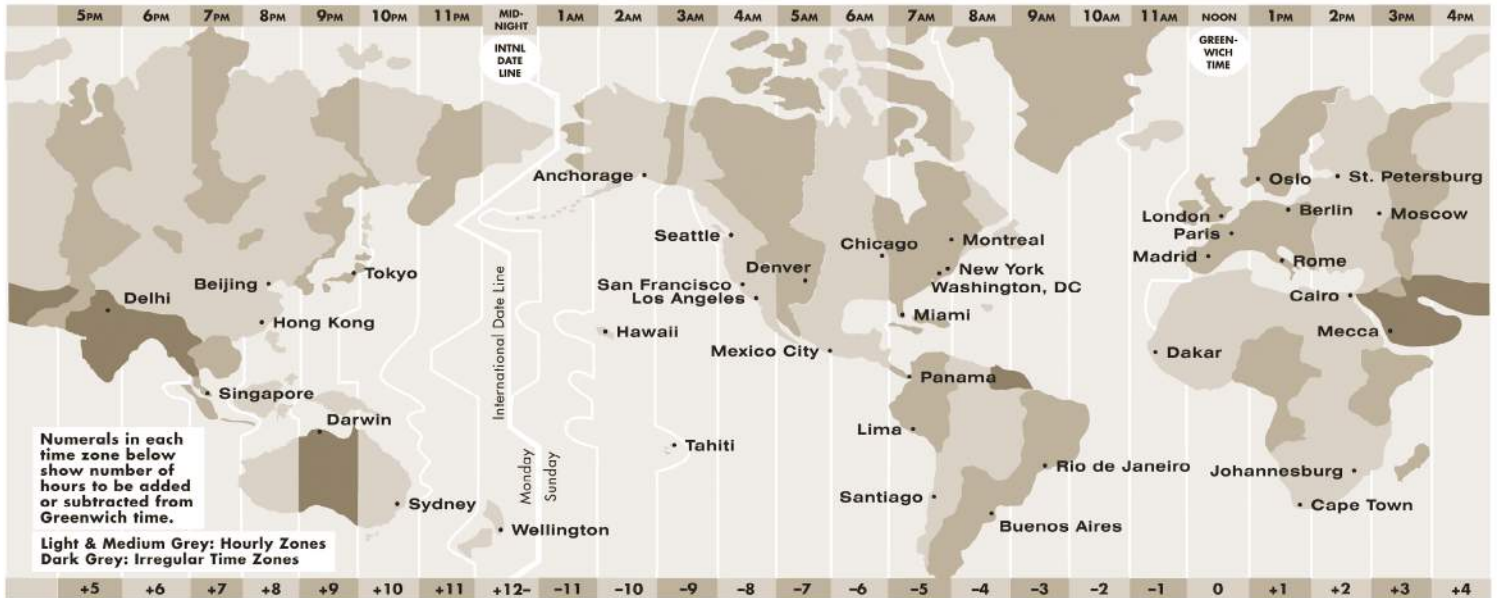 5PM 6PM 7PM 8PM 9PM 10PM 11PM MID-NIGHT 1AM 2AM 3AM 4AM 5AM 6AM 7AM 8AM 9AM 10AM 11AM NOON 1PM 2PM 3PM 4PM
INTNL
DATE
LINE
GREEN-
WICH
TIME
Anchorage
Oslo
St. Petersburg
London
Berlin
Moscow
Seattle
Chicago
Montreal
Paris
Beijing
Tokyo
Denver
New York
Madrid
Rome
San Francisco
Washington, DC
Delhi
Los Angeles
Cairo
Hong Kong
Hawaii
Miami
Mecca
International Date Line
Mexico City
Dakar
Singapore
Panama
Darwin
Lima
Tahiti
Monday
Sunday
Rio de Janeiro
Johannesburg
Sydney
Santiago
Cape Town
Wellington
Buenos Aires
Numerals in each
time zone below
show number of
hours to be added
or subtracted from
Greenwich time.
Light & Medium Grey: Hourly Zones
Dark Grey: Irregular Time Zones
+5 +6 +7 +8 +9 +10 +11 +12– –11 –10 –9 –8 –7 –6 –5 –4 –3 –2 –1 0 +1 +2 +3 +4